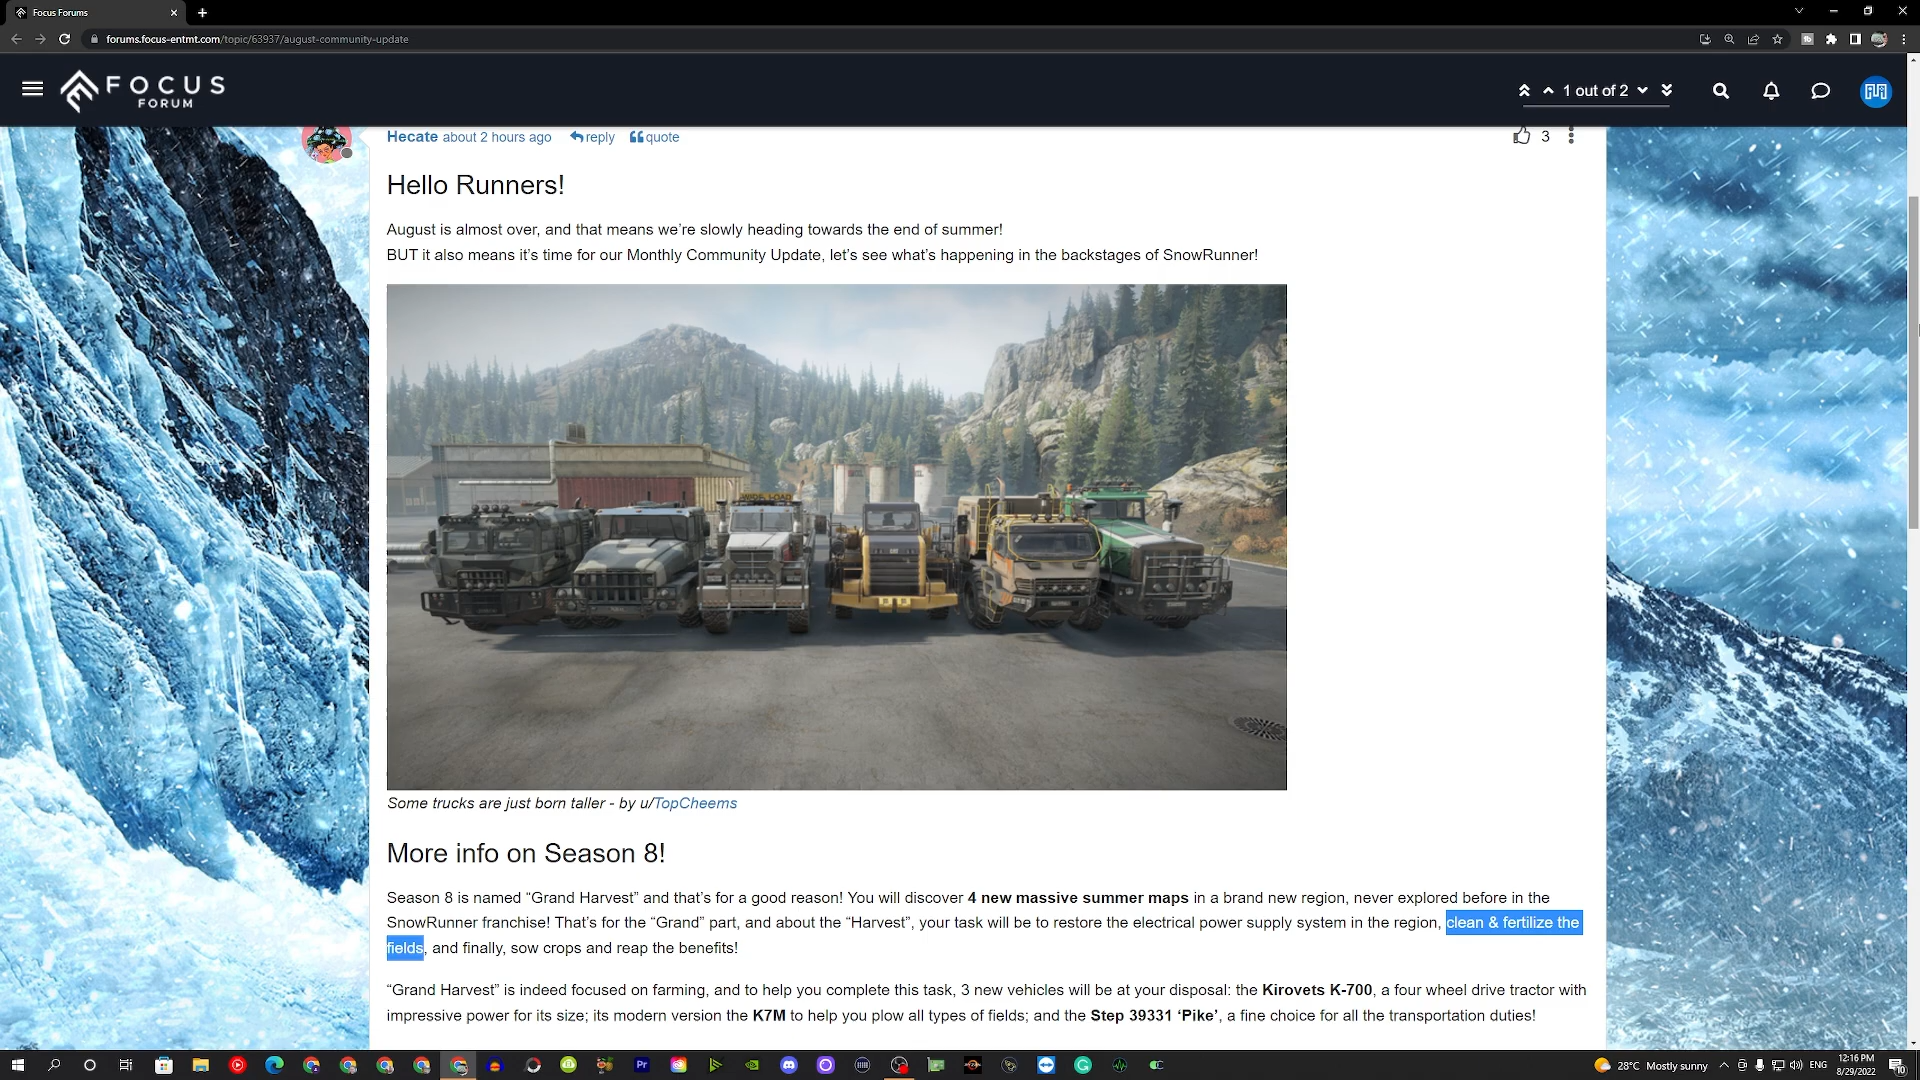 Focus Forums
forums.focus-entmt.com/topic/63937/august-community-update
FOCUS
FORUM
1 out of 2
Hecate about 2 hours ago reply quote
3
Hello Runners!
August is almost over, and that means we're slowly heading towards the end of summer!
BUT it also means it's time for our Monthly Community Update, let's see what's happening in the backstages of SnowRunner!
WIDE LOAD
CAT
Some trucks are just born taller - by u/TopCheems
More info on Season 8!
Season 8 is named “Grand Harvest” and that's for a good reason! You will discover 4 new massive summer maps in a brand new region, never explored before in the
SnowRunner franchise! That's for the “Grand” part, and about the “Harvest”, your task will be to restore the electrical power supply system in the region, clean & fertilize the
fields, and finally, sow crops and reap the benefits!
“Grand Harvest” is indeed focused on farming, and to help you complete this task, 3 new vehicles will be at your disposal: the Kirovets K-700, a four wheel drive tractor with
impressive power for its size; its modern version the K7M to help you plow all types of fields; and the Step 39331 ‘Pike’, a fine choice for all the transportation duties!
Pr
28°C Mostly sunny
ENG
12:16 PM
8/29/2022
10